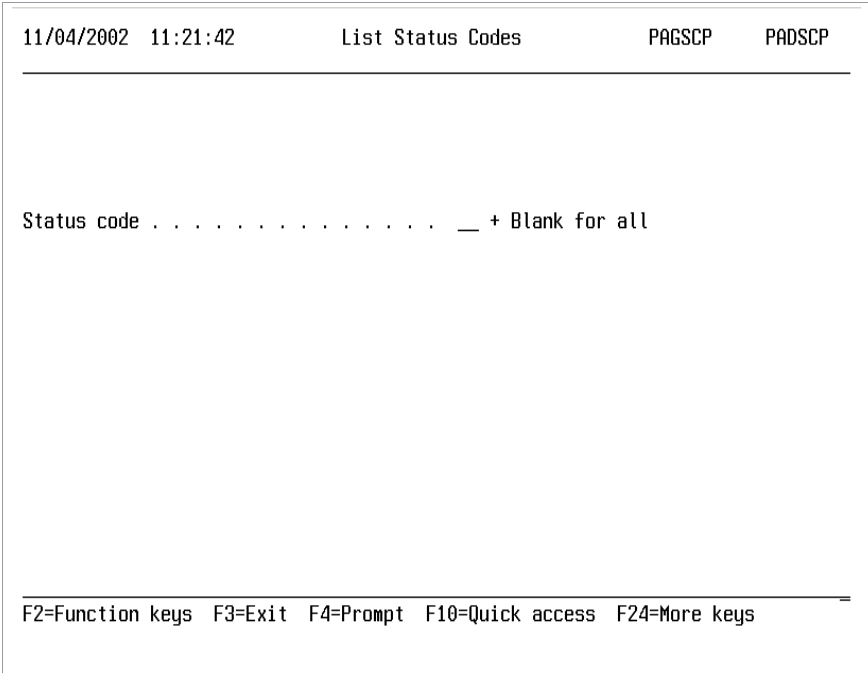 11/04/2002 11:21:42 List Status Codes PAGSCP PADSCP
Status code . . . . . . . . . . . . . . __ + Blank for all
F2=Function keys F3=Exit F4=Prompt F10=Quick access F24=More keys